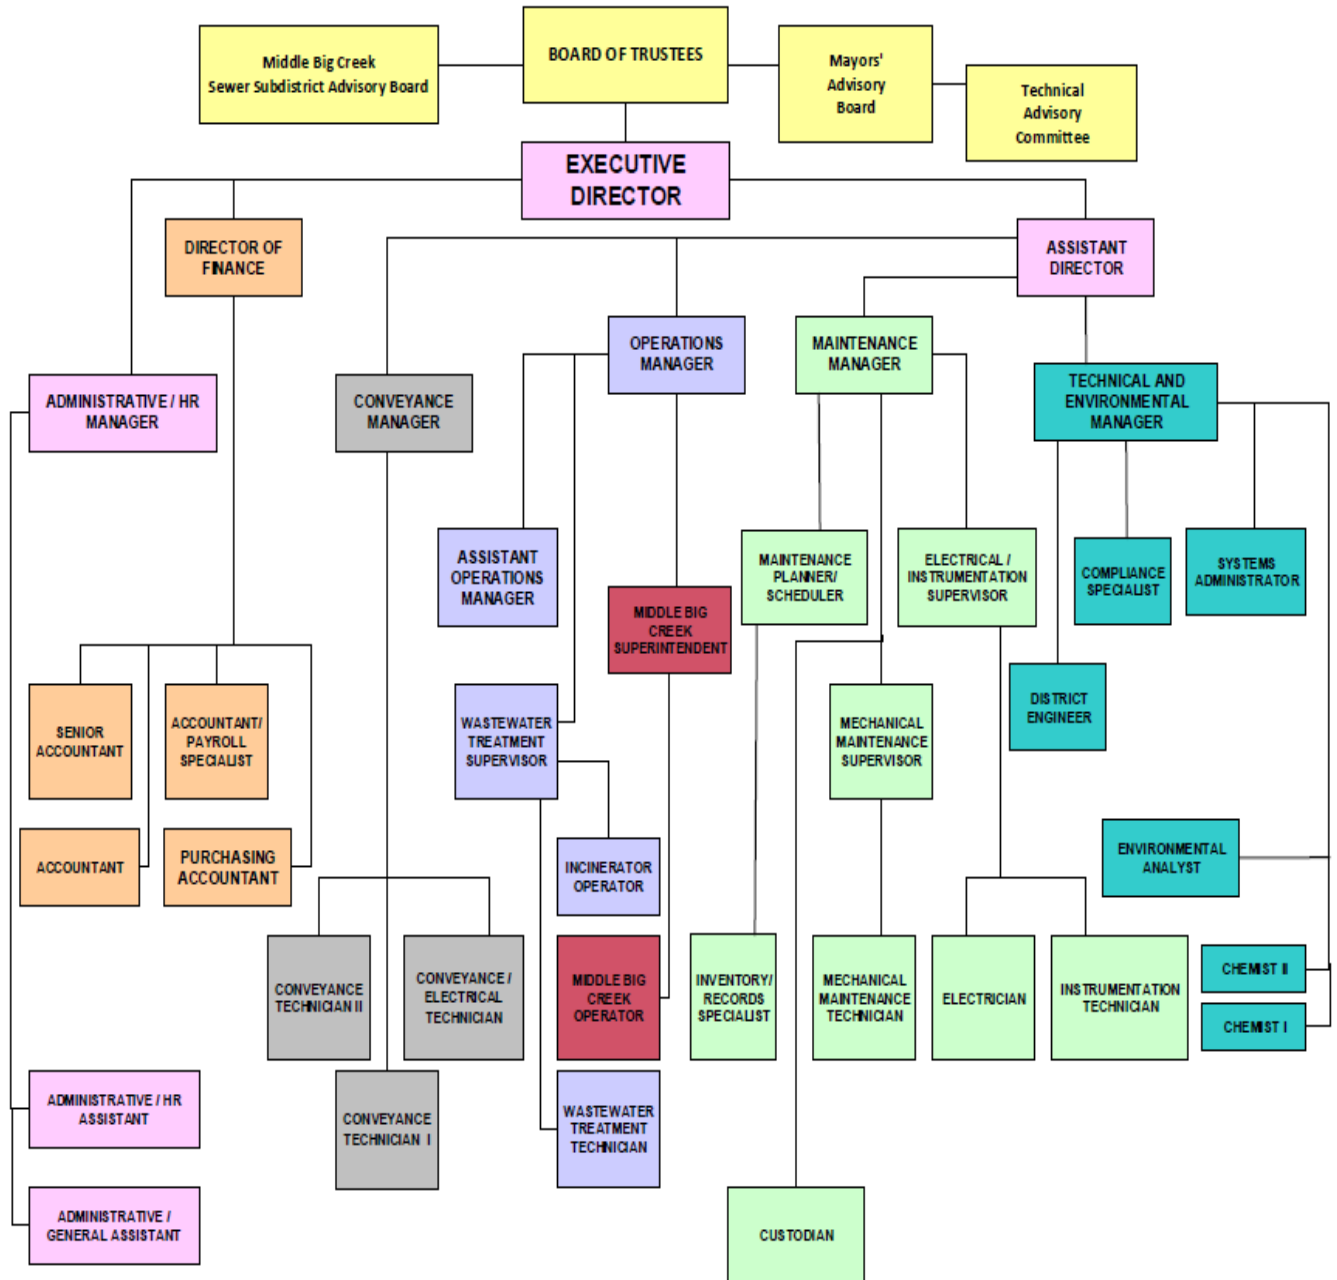 BOARD OF TRUSTEES
Middle Big Creek
Sewer Subdistrict Advisory Board
Mayors'
Advisory
Board
Technical
Advisory
Committee
EXECUTIVE
DIRECTOR
DIRECTOR OF
FINANCE
ASSISTANT
DIRECTOR
OPERATIONS
MANAGER
MAINTENANCE
MANAGER
ADMINISTRATIVE / HR
MANAGER
CONVEYANCE
MANAGER
TECHNICAL AND
ENVIRONMENTAL
MANAGER
ASSISTANT
OPERATIONS
MANAGER
MAINTENANCE
PLANNER/
SCHEDULER
ELECTRICAL /
INSTRUMENTATION
SUPERVISOR
COMPLIANCE
SPECIALIST
SYSTEMS
ADMINISTRATOR
MIDDLE BIG
CREEK
SUPERINTENDENT
DISTRICT
ENGINEER
SENIOR
ACCOUNTANT
ACCOUNTANT/
PAYROLL
SPECIALIST
WASTEWATER
TREATMENT
SUPERVISOR
MECHANICAL
MAINTENANCE
SUPERVISOR
ACCOUNTANT
PURCHASING
ACCOUNTANT
INCINERATOR
OPERATOR
ENVIRONMENTAL
ANALYST
CONVEYANCE
TECHNICIAN II
CONVEYANCE /
ELECTRICAL
TECHNICIAN
MIDDLE BIG
CREEK
OPERATOR
INVENTORY/
RECORDS
SPECIALIST
MECHANICAL
MAINTENANCE
TECHNICIAN
ELECTRICIAN
INSTRUMENTATION
TECHNICIAN
CHEMIST II
CHEMIST I
ADMINISTRATIVE / HR
ASSISTANT
CONVEYANCE
TECHNICIAN I
WASTEWATER
TREATMENT
TECHNICIAN
ADMINISTRATIVE /
GENERAL ASSISTANT
CUSTODIAN